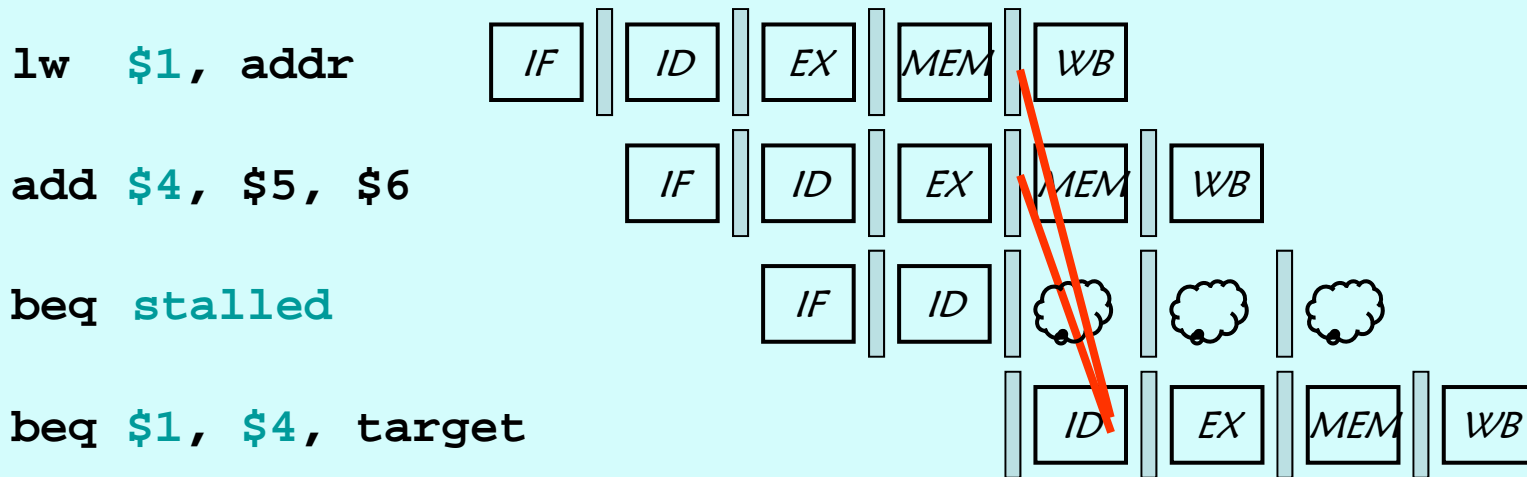 lw $1, addr IF ID EX MEM WB
add $4, $5, $6 IF ID EX MEM WB
beq stalled IF ID
beq $1, $4, target ID EX MEM WB